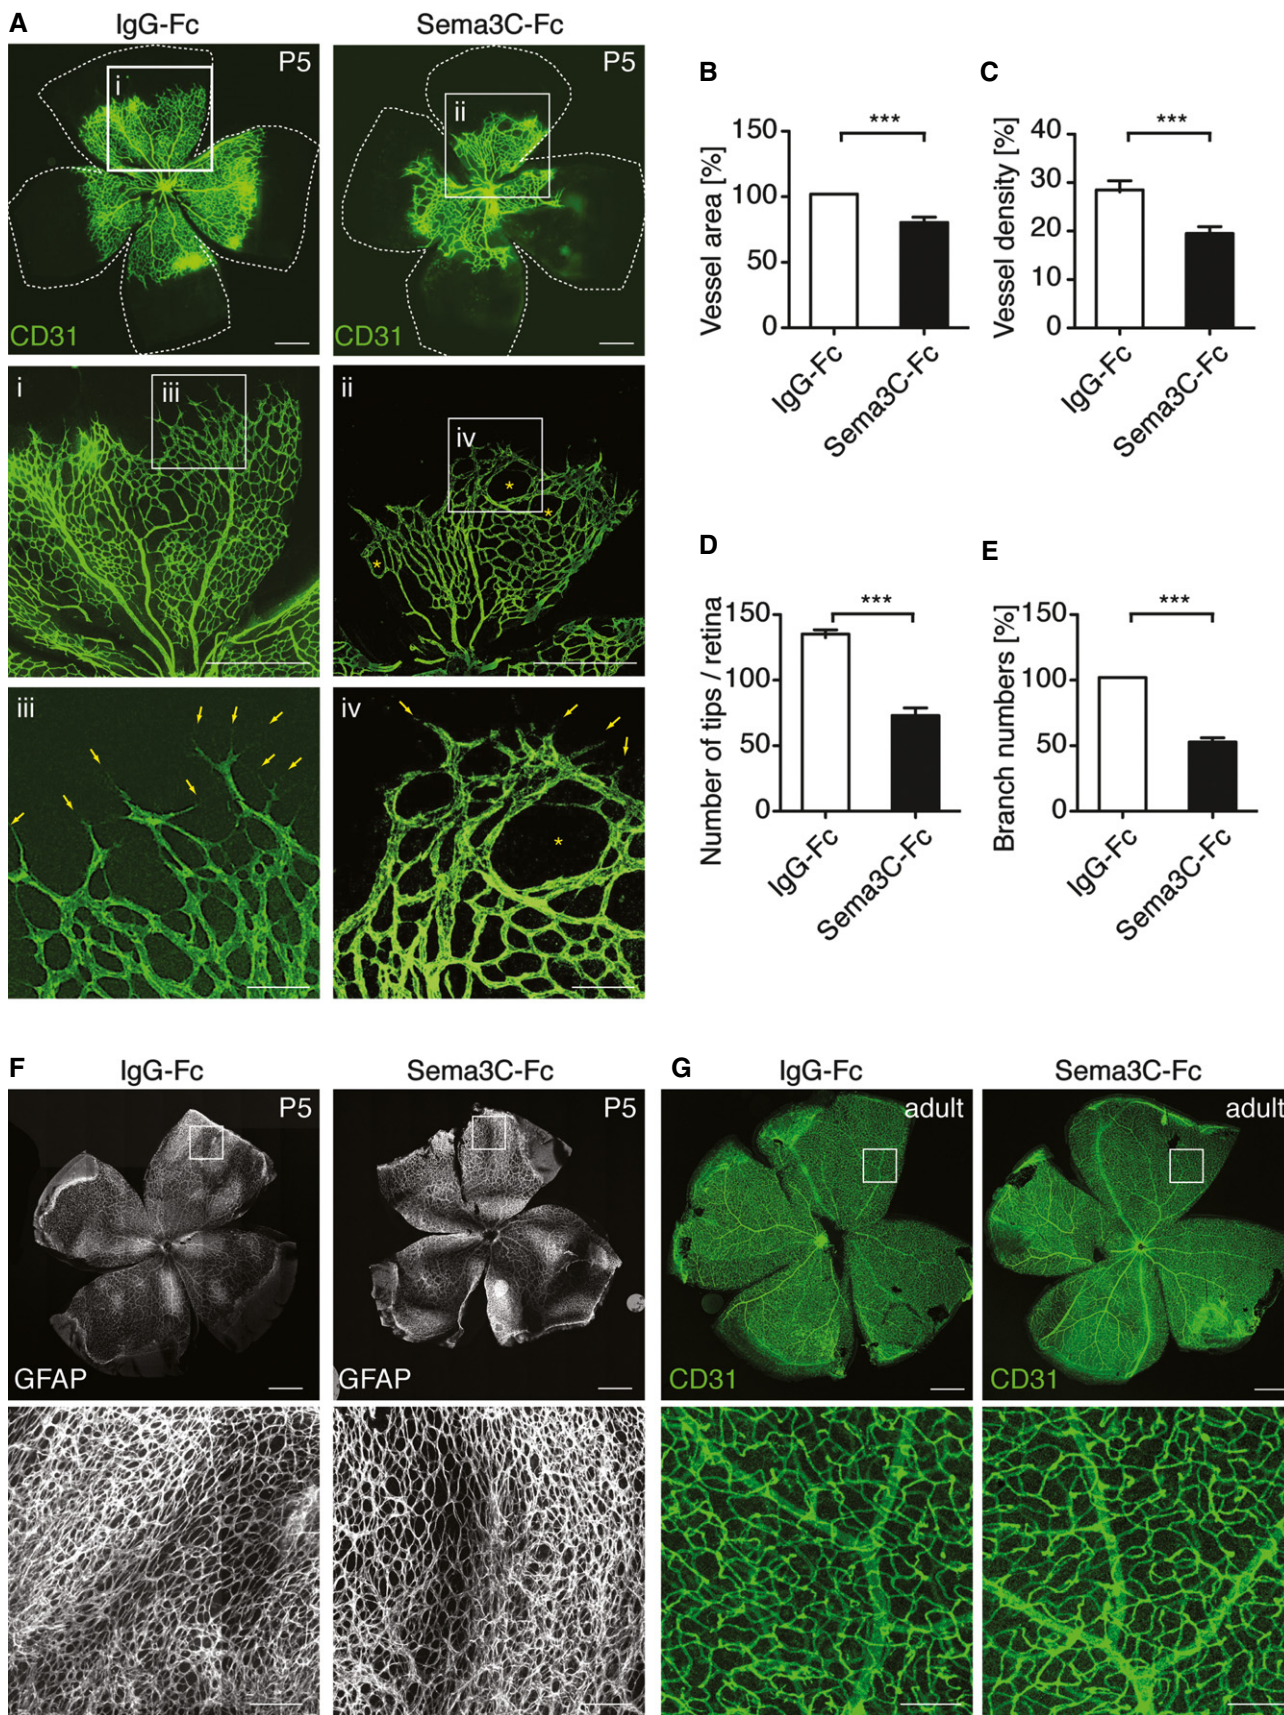 A
IgG-Fc
Sema3C-Fc
P5
i
CD31
P5
ii
CD31
i
iii
ii
iv
*
*
*
iii
iv
*
B
Vessel area [%]
150
100
50
0
***
IgG-Fc
Sema3C-Fc
C
Vessel density [%]
40
30
20
10
0
***
IgG-Fc
Sema3C-Fc
D
Number of tips / retina
150
100
50
0
***
IgG-Fc
Sema3C-Fc
E
Branch numbers [%]
150
100
50
0
***
IgG-Fc
Sema3C-Fc
F
IgG-Fc
Sema3C-Fc
P5
GFAP
P5
GFAP
G
IgG-Fc
Sema3C-Fc
adult
CD31
adult
CD31